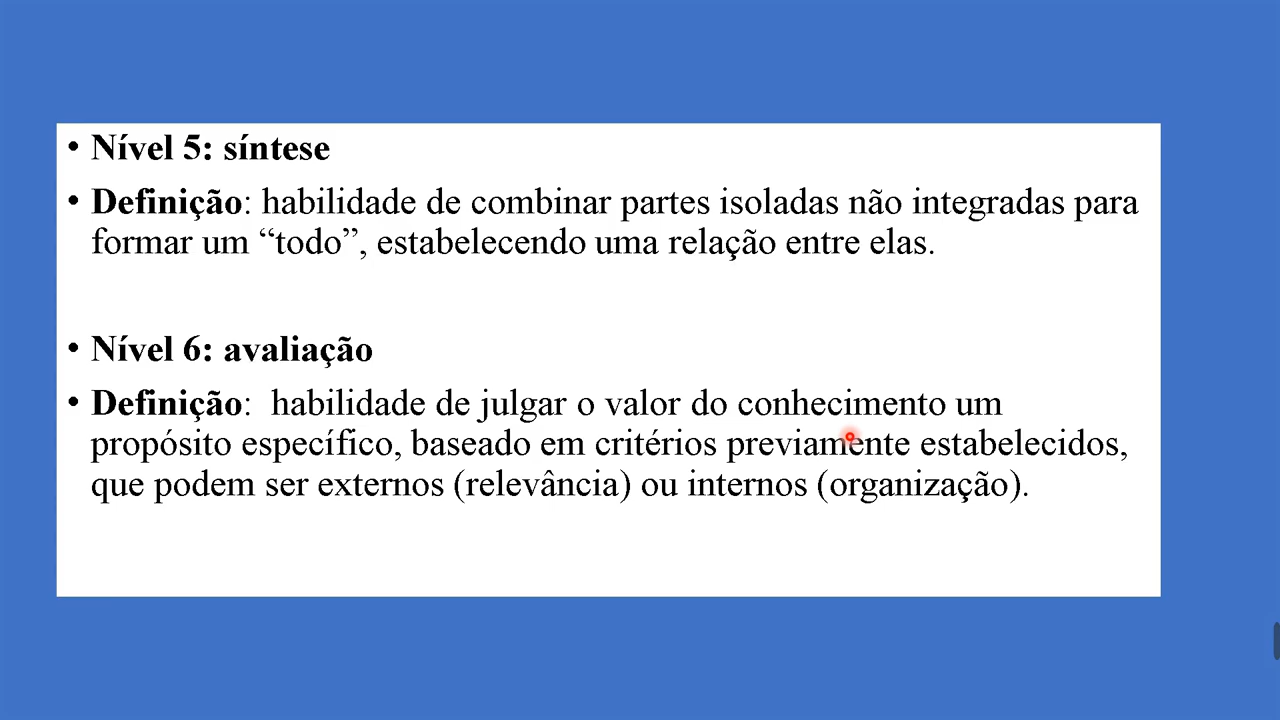 • Nível 5: síntese
• Definição: habilidade de combinar partes isoladas não integradas para
formar um “todo”, estabelecendo uma relação entre elas.
• Nível 6: avaliação
• Definição:  habilidade de julgar o valor do conhecimento um
propósito específico, baseado em critérios previamente estabelecidos,
que podem ser externos (relevância) ou internos (organização).